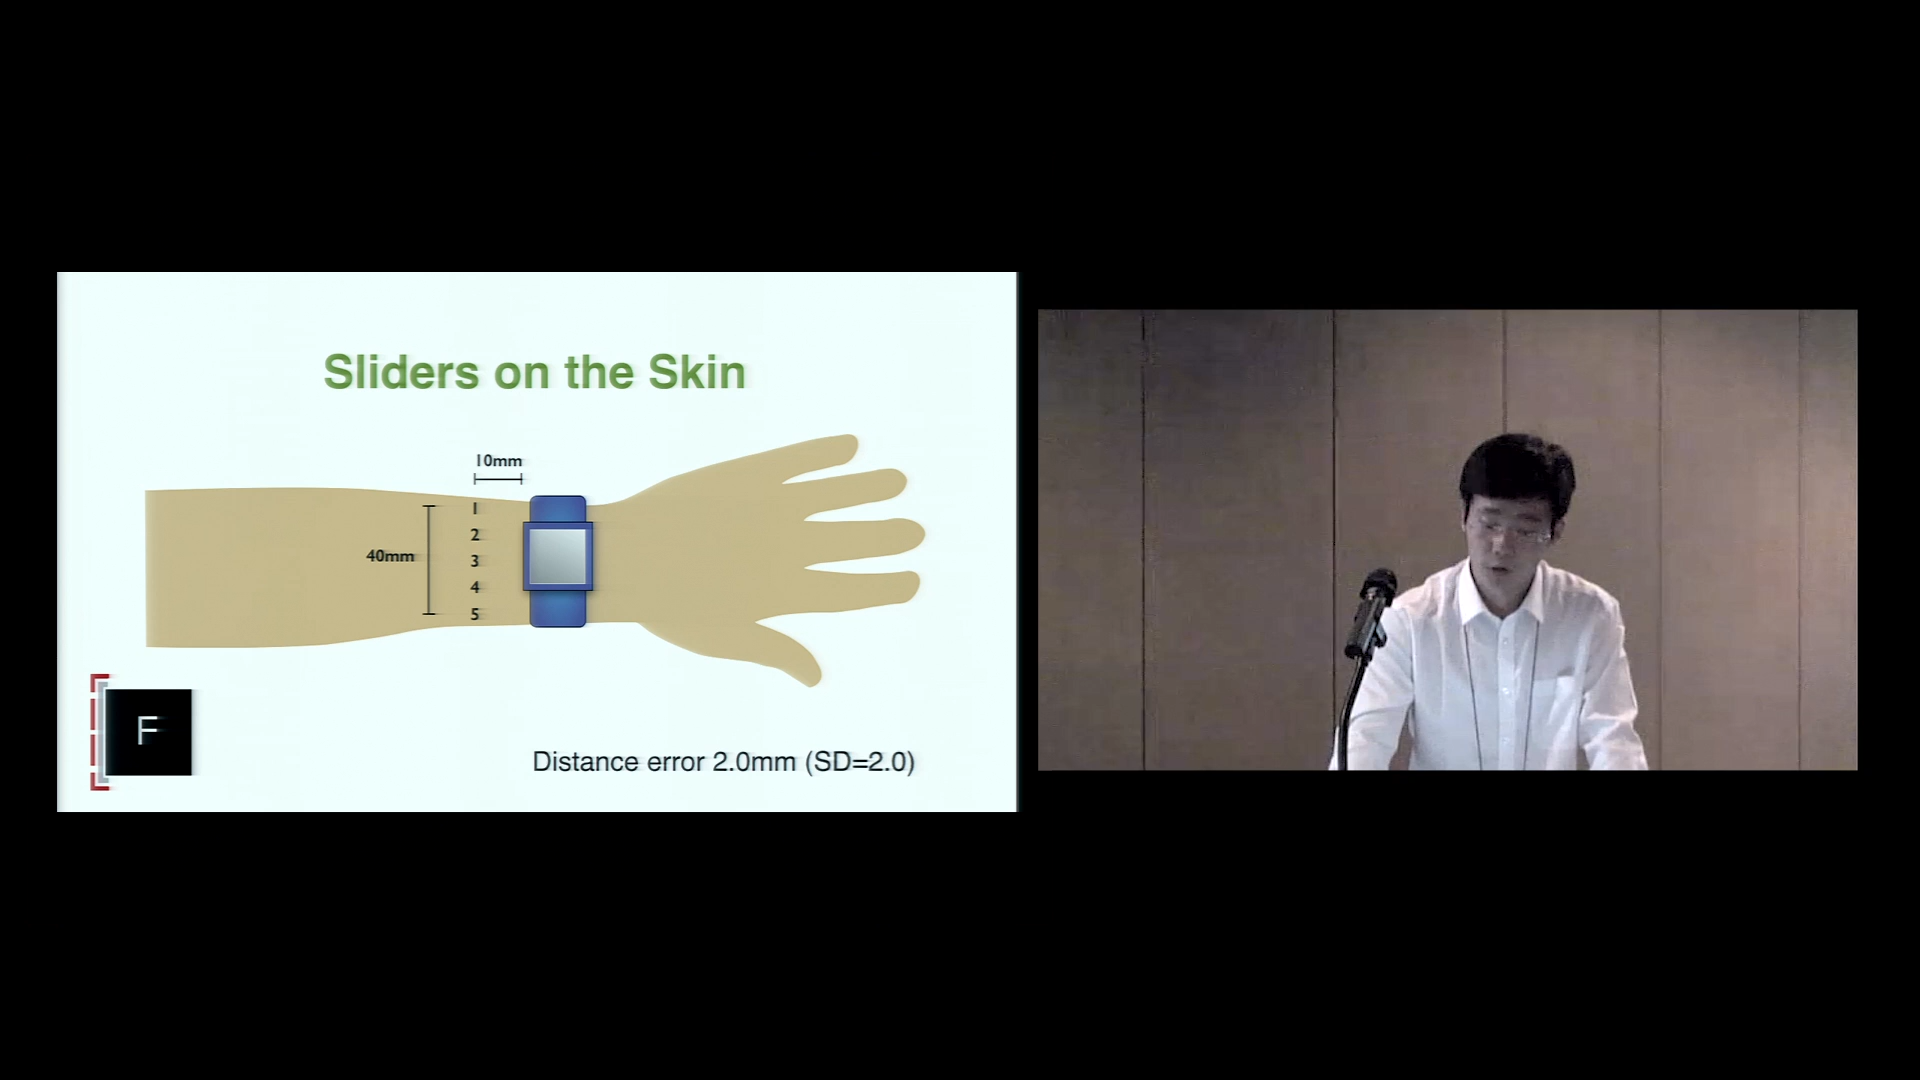 Sliders on the Skin
10mm
40mm
1
2
3
4
5
F
Distance error 2.0mm (SD=2.0)